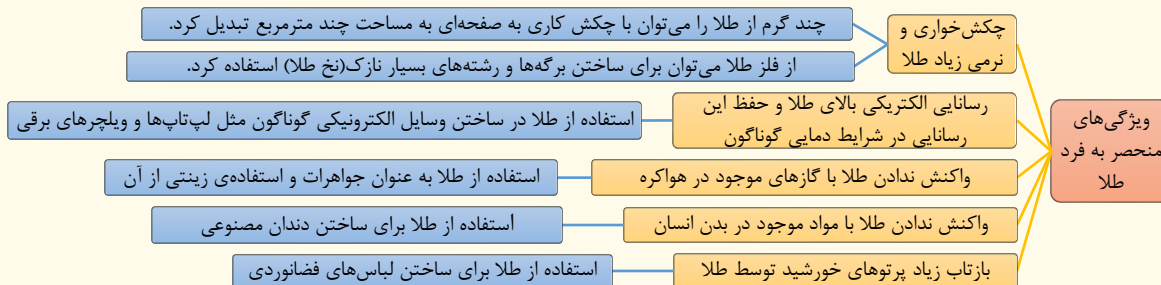 ویژگی‌های
منحصر به فرد
طلا
چکش‌خواری و
نرمی زیاد طلا
چند گرم از طلا را می‌توان با چکش کاری به صفحه‌ای به مساحت چند مترمربع تبدیل کرد.
از فلز طلا می‌توان برای ساختن برگه‌ها و رشته‌های بسیار نازک(نخ طلا) استفاده کرد.
رسانایی الکتریکی بالای طلا و حفظ این
رسانایی در شرایط دمایی گوناگون
استفاده از طلا در ساختن وسایل الکترونیکی گوناگون مثل لپ‌تاپ‌ها و ویلچرهای برقی
واکنش ندادن طلا با گازهای موجود در هواکره
استفاده از طلا به عنوان جواهرات و استفاده‌ی زینتی از آن
واکنش ندادن طلا با مواد موجود در بدن انسان
استفاده از طلا برای ساختن دندان مصنوعی
بازتاب زیاد پرتوهای خورشید توسط طلا
استفاده از طلا برای ساختن لباس‌های فضانوردی